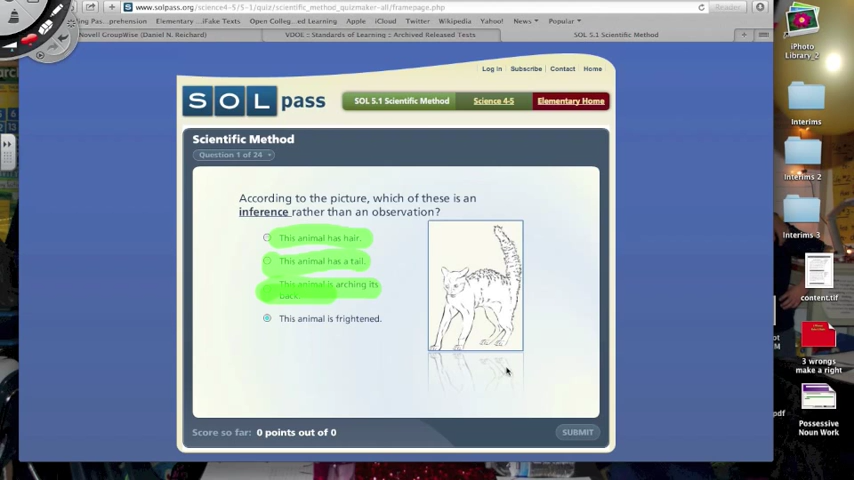 www.solpass.org/science4-5/5-1/quiz/scientific_method_quizmaker-all/framepage.php
Reader
Elementary ...iFake Texts) Open Colleg...ed Learning Apple iCloud Twitter Wikipedia Yahoo! News Popular
Novell GroupWise (Daniel N. Reichard) VDOE :: Standards of Learning :: Archived Released Tests SOL 5.1 Scientific Method
Log In Subscribe Contact Home
SOL pass
SOL 5.1 Scientific Method Science 4-5 Elementary Home
Scientific Method
Question 1 of 24
According to the picture, which of these is an
inference rather than an observation?
This animal has hair.
This animal has a tail.
This animal is arching its
back.
This animal is frightened.
Score so far: 0 points out of 0
SUBMIT
iPhoto
Library_2
Interims
Interims 2
Interims 3
content.tif
3 wrongs
make a right
pdf
Possessive
Noun Work